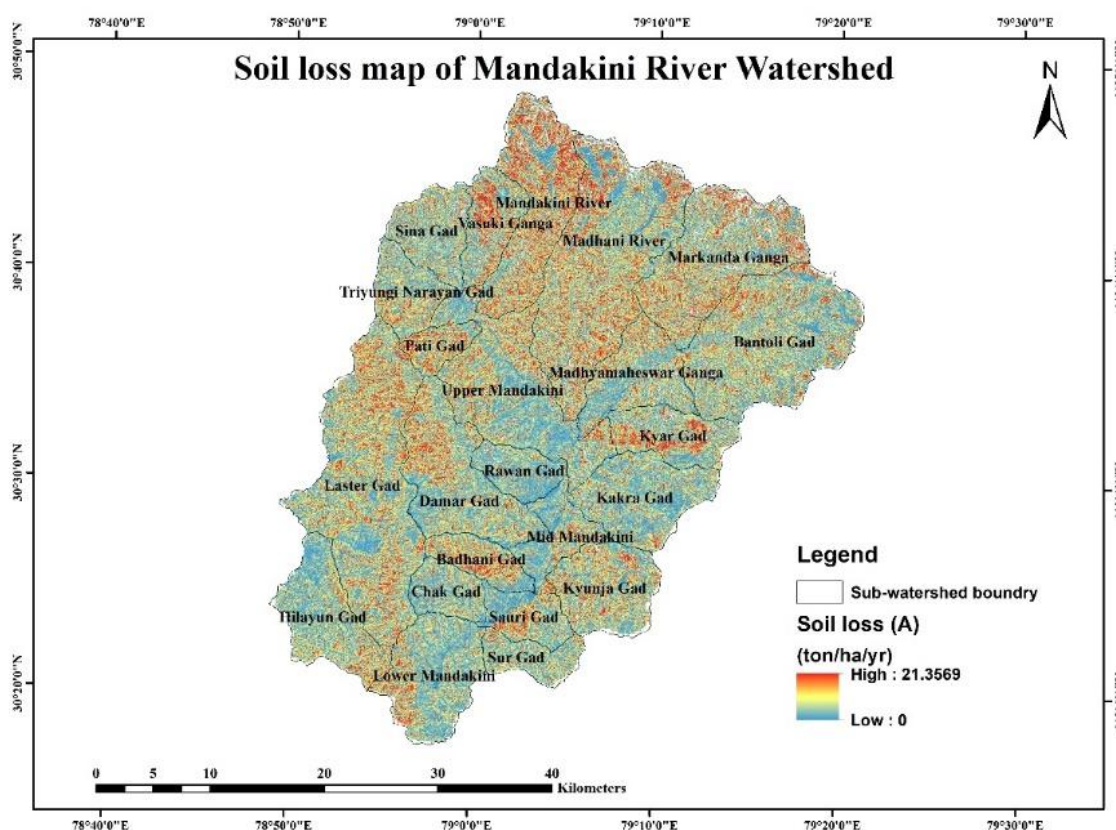 78°40'0"E 78°50'0"E 79°0'0"E 79°10'0"E 79°20'0"E 79°30'0"E
30°50'0"N
Soil loss map of Mandakini River Watershed
N
Mandakini River
Vasuki Ganga
Sina Gad
Madhani River
Markanda Ganga
30°40'0"N
Triyungi Narayan Gad
Bantoli Gad
Pati Gad
Madhyamaheswar Ganga
Upper Mandakini
Kyar Gad
30°30'0"N
Rawan Gad
Laster Gad
Kakra Gad
Damar Gad
Mid Mandakini
Badhani Gad
Legend
Chak Gad
Kyunja Gad
Sub-watershed boundry
Hilayun Gad
Sauri Gad
Soil loss (A)
Sur Gad
(ton/ha/yr)
30°20'0"N
Lower Mandakini
High : 21.3569
Low : 0
0 5 10 20 30 40
Kilometers
78°40'0"E 78°50'0"E 79°0'0"E 79°10'0"E 79°20'0"E 79°30'0"E